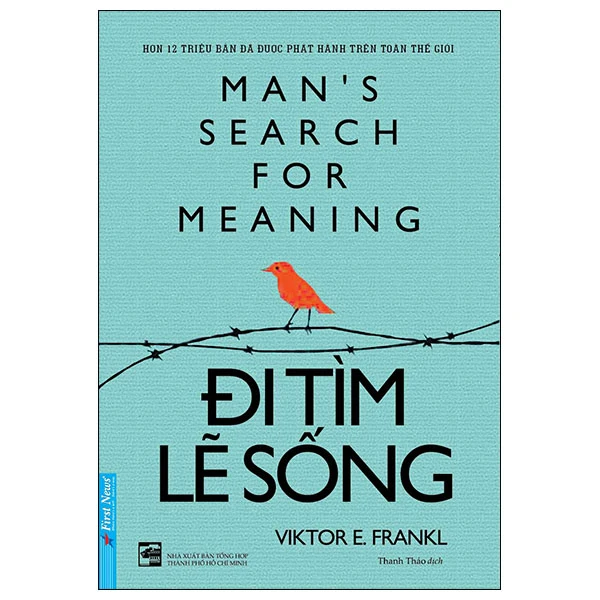 HƠN 12 TRIỆU BẢN ĐÃ ĐƯỢC PHÁT HÀNH TRÊN TOÀN THẾ GIỚI
MAN'S
SEARCH
FOR
MEANING
ĐI TÌM
LẼ SỐNG
VIKTOR E. FRANKL
Thanh Thảo dịch
First News
NHÀ XUẤT BẢN TỔNG HỢP
THÀNH PHỐ HỒ CHÍ MINH